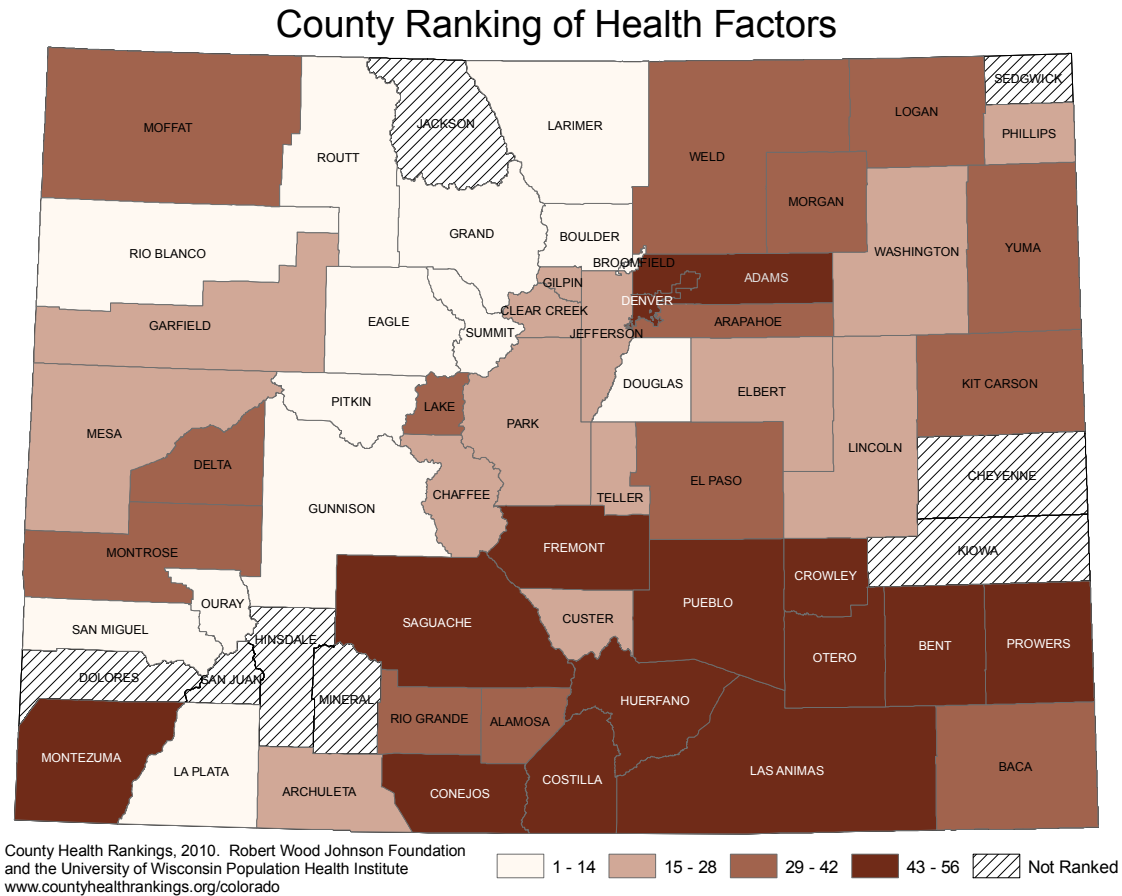 County Ranking of Health Factors
SEDGWICK
MOFFAT
JACKSON
LARIMER
LOGAN
PHILLIPS
ROUTT
WELD
MORGAN
RIO BLANCO
GRAND
BOULDER
WASHINGTON
YUMA
BROOMFIELD
GILPIN
ADAMS
DENVER
CLEAR CREEK
GARFIELD
EAGLE
SUMMIT
JEFFERSON
ARAPAHOE
DOUGLAS
ELBERT
KIT CARSON
PITKIN
LAKE
PARK
MESA
LINCOLN
DELTA
CHEYENNE
CHAFFEE
TELLER
EL PASO
GUNNISON
FREMONT
MONTROSE
KIOWA
CROWLEY
OURAY
PUEBLO
SAN MIGUEL
HINSDALE
SAGUACHE
CUSTER
OTERO
BENT
PROWERS
DOLORES
SAN JUAN
MINERAL
HUERFANO
RIO GRANDE
ALAMOSA
MONTEZUMA
LA PLATA
ARCHULETA
CONEJOS
COSTILLA
LAS ANIMAS
BACA
County Health Rankings, 2010. Robert Wood Johnson Foundation
and the University of Wisconsin Population Health Institute
www.countyhealthrankings.org/colorado
1 - 14
15 - 28
29 - 42
43 - 56
Not Ranked